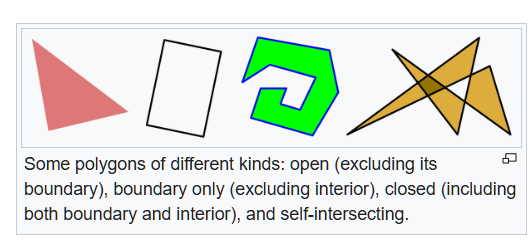 Some polygons of different kinds: open (excluding its
boundary), boundary only (excluding interior), closed (including
both boundary and interior), and self-intersecting.